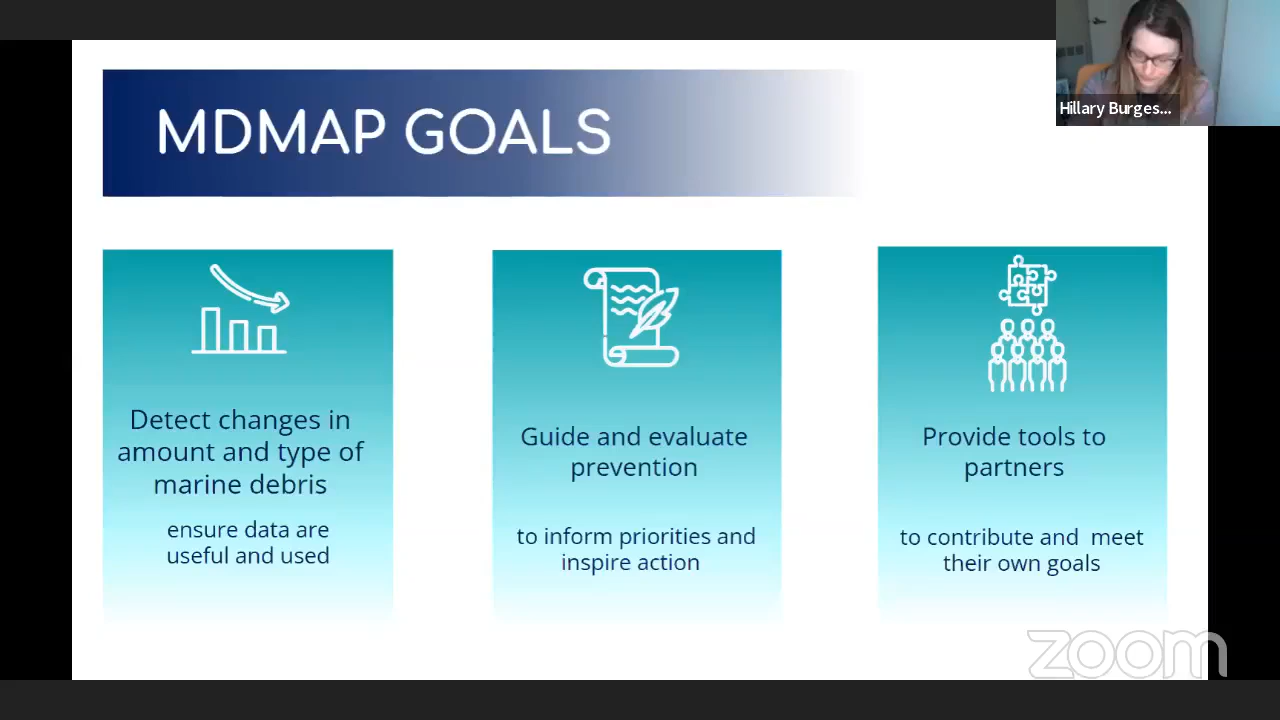 MDMAP GOALS
Hillary Burges...
Detect changes in
amount and type of
marine debris
ensure data are
useful and used
Guide and evaluate
prevention
to inform priorities and
inspire action
Provide tools to
partners
to contribute and meet
their own goals
zoom